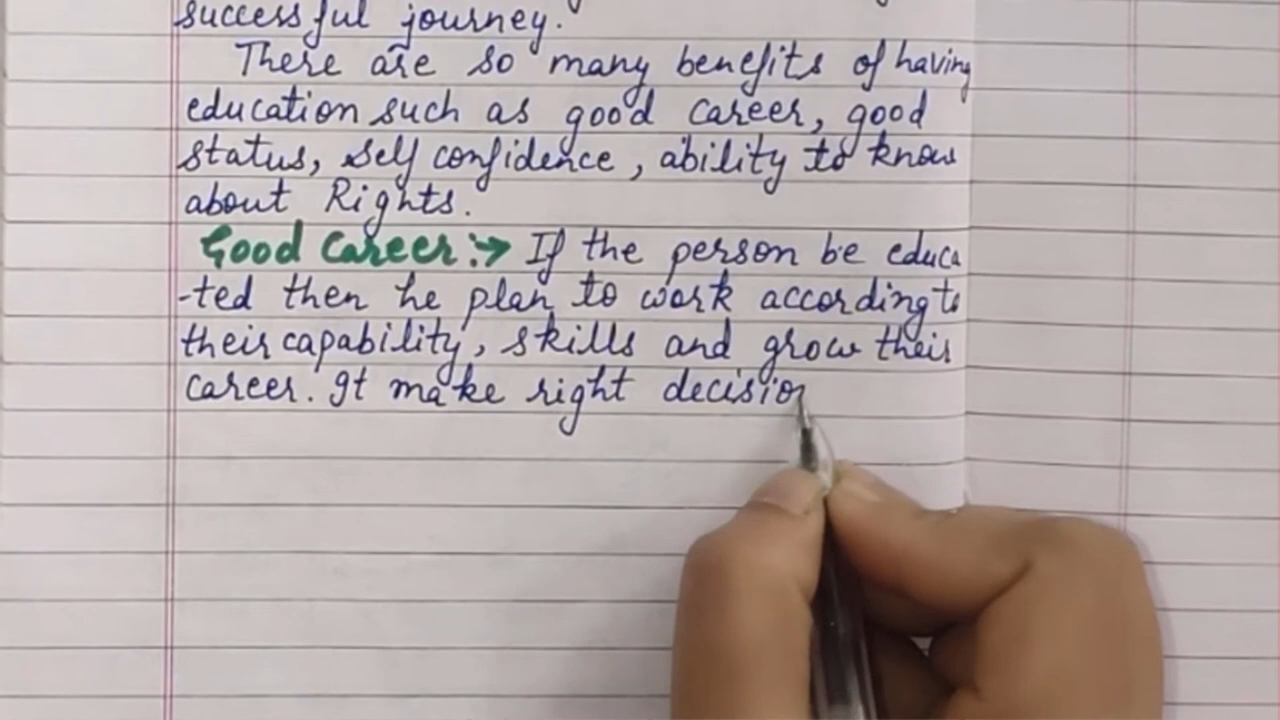 successful journey.
There are so many benefits of having
education such as good career, good
status, self confidence, ability to know
about Rights.
Good Career:→ If the person be educa
-ted then he plan to work according to
their capability, skills and grow their
career. It make right decision